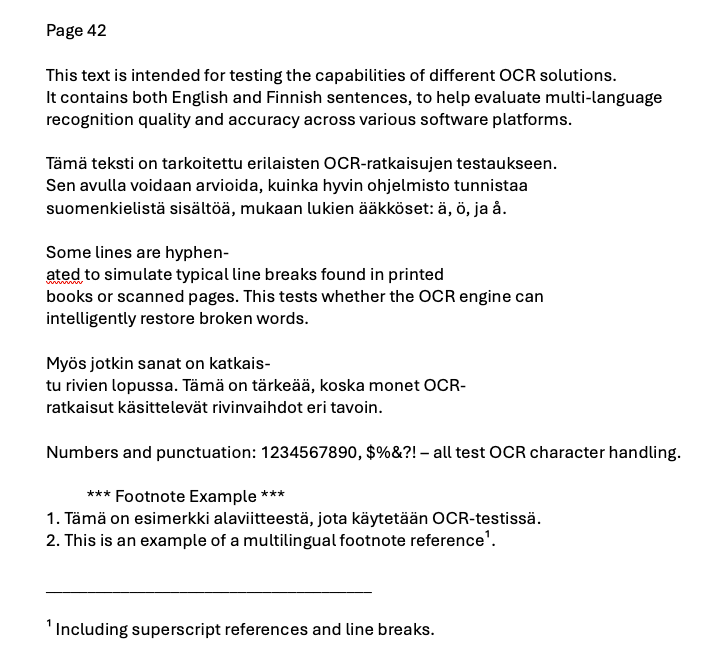 Page 42
This text is intended for testing the capabilities of different OCR solutions.
It contains both English and Finnish sentences, to help evaluate multi-language
recognition quality and accuracy across various software platforms.
Tämä teksti on tarkoitettu erilaisten OCR-ratkaisujen testaukseen.
Sen avulla voidaan arvioida, kuinka hyvin ohjelmisto tunnistaa
suomenkielistä sisältöä, mukaan lukien ääkköset: ä, ö, ja å.
Some lines are hyphen-
ated to simulate typical line breaks found in printed
books or scanned pages. This tests whether the OCR engine can
intelligently restore broken words.
Myös jotkin sanat on katkais-
tu rivien lopussa. Tämä on tärkeää, koska monet OCR-
ratkaisut käsittelevät rivinvaihdot eri tavoin.
Numbers and punctuation: 1234567890, $%&?! – all test OCR character handling.
*** Footnote Example ***
1. Tämä on esimerkki alaviitteestä, jota käytetään OCR-testissä.
2. This is an example of a multilingual footnote reference¹.
________________________________________
¹ Including superscript references and line breaks.